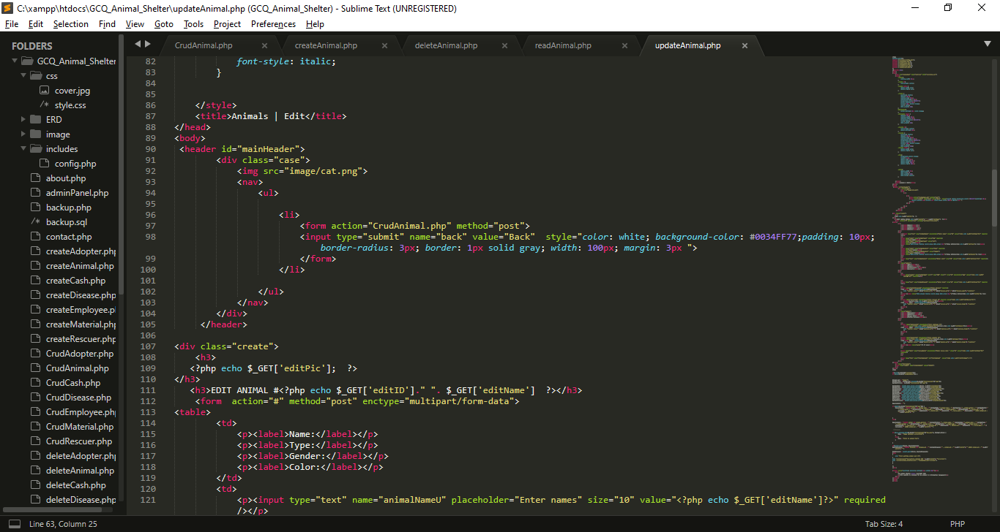 C:\xampp\htdocs\GCQ_Animal_Shelter\updateAnimal.php (GCQ_Animal_Shelter) - Sublime Text (UNREGISTERED)
File Edit Selection Find View Goto Tools Project Preferences Help
FOLDERS
GCQ_Animal_Shelter
css
cover.jpg
/* style.css
ERD
image
includes
config.php
about.php
adminPanel.php
backup.php
/* backup.sql
contact.php
createAdopter.php
createAnimal.php
createCash.php
createDisease.php
createEmployee.pl
createMaterial.php
createRescuer.php
CrudAdopter.php
CrudAnimal.php
CrudCash.php
CrudDisease.php
CrudEmployee.php
CrudMaterial.php
CrudRescuer.php
deleteAdopter.php
deleteAnimal.php
deleteCash.php
deleteDisease.php
CrudAnimal.php createAnimal.php deleteAnimal.php readAnimal.php updateAnimal.php
82 font-style: italic;
83 }
84
85
86 </style>
87 <title>Animals | Edit</title>
88 </head>
89 <body>
90 <header id="mainHeader">
91 <div class="case">
92 <img src="image/cat.png">
93 <nav>
94 <ul>
95
96 <li>
97 <form action="CrudAnimal.php" method="post">
98 <input type="submit" name="back" value="Back"  style="color: white; background-color: #0034FF77;padding: 10px;
border-radius: 3px; border: 1px solid gray; width: 100px; margin: 3px ">
99 </form>
100 </li>
101
102 </ul>
103 </nav>
104 </div>
105 </header>
106
107 <div class="create">
108 <h3>
109 <?php echo $_GET['editPic'];  ?>
110 </h3>
111 <h3>EDIT ANIMAL #<?php echo $_GET['editID']." ". $_GET['editName']  ?></h3>
112 <form  action="#" method="post" enctype="multipart/form-data">
113 <table>
114 <td>
115 <p><label>Name:</label></p>
116 <p><label>Type:</label></p>
117 <p><label>Gender:</label></p>
118 <p><label>Color:</label></p>
119 </td>
120 <td>
121 <p><input type="text" name="animalNameU" placeholder="Enter names" size="10" value="<?php echo $_GET['editName']?>" required
/></p>
Line 63, Column 25
Tab Size: 4
PHP